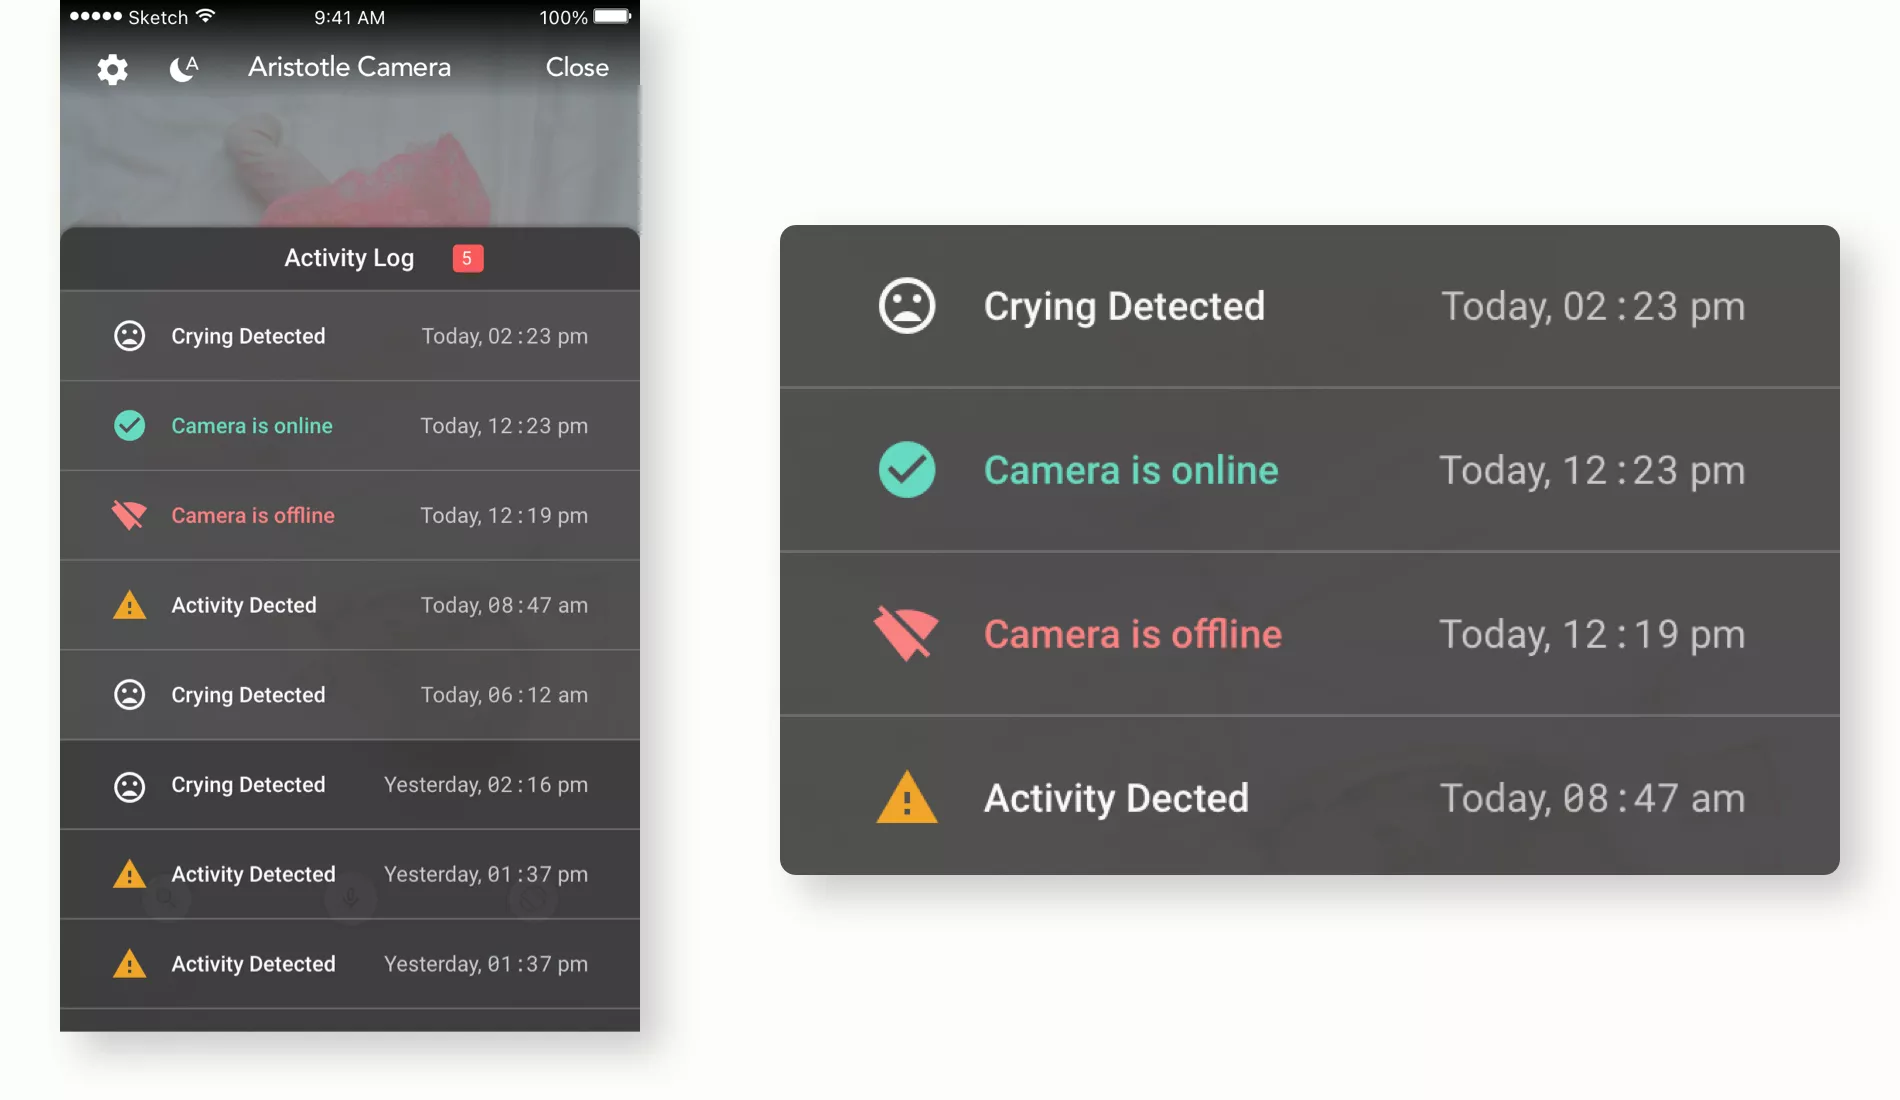 Sketch 9:41 AM 100%
A Aristotle Camera Close
Activity Log 5
Crying Detected Today, 02:23 pm
Camera is online Today, 12:23 pm
Camera is offline Today, 12:19 pm
Activity Dected Today, 08:47 am
Crying Detected Today, 06:12 am
Crying Detected Yesterday, 02:16 pm
Activity Detected Yesterday, 01:37 pm
Activity Detected Yesterday, 01:37 pm
Crying Detected Today, 02:23 pm
Camera is online Today, 12:23 pm
Camera is offline Today, 12:19 pm
Activity Dected Today, 08:47 am